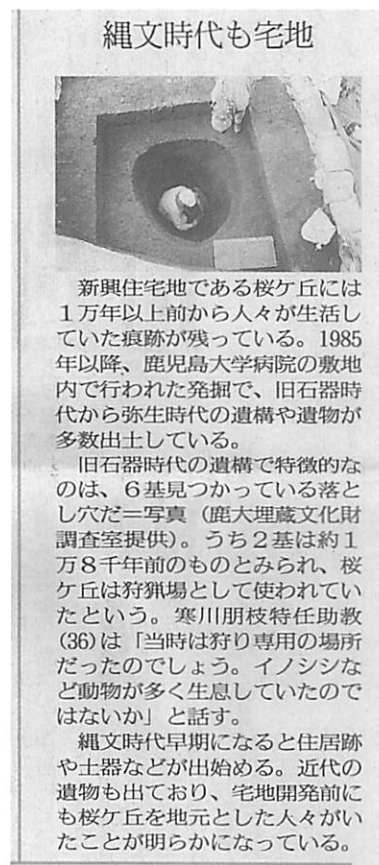 縄文時代も宅地
新興住宅地である桜ケ丘には
1万年以上前から人々が生活し
ていた痕跡が残っている。1985
年以降、鹿児島大学病院の敷地
内で行われた発掘で、旧石器時
代から弥生時代の遺構や遺物が
多数出土している。
旧石器時代の遺構で特徴的な
のは、6基見つかっている落と
し穴だ＝写真（鹿大埋蔵文化財
調査室提供）。うち2基は約1
万8千年前のものとみられ、桜
ケ丘は狩猟場として使われてい
たという。寒川朋枝特任助教
(36)は「当時は狩り専用の場所
だったのでしょう。イノシシな
ど動物が多く生息していたので
はないか」と話す。
縄文時代早期になると住居跡
や土器などが出始める。近代の
遺物も出ており、宅地開発前に
も桜ケ丘を地元とした人々がい
たことが明らかになっている。